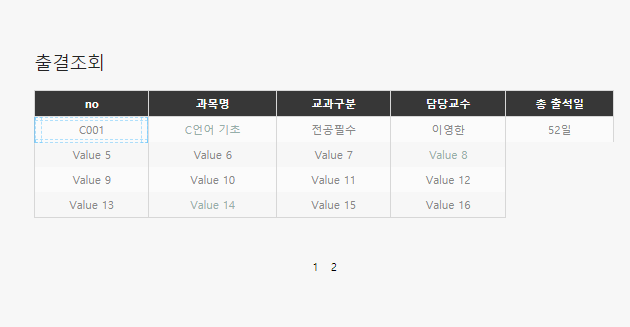 출결조회
no 과목명 교과구분 담당교수 총 출석일
C001 C언어 기초 전공필수 이영한 52일
Value 5 Value 6 Value 7 Value 8
Value 9 Value 10 Value 11 Value 12
Value 13 Value 14 Value 15 Value 16
1 2